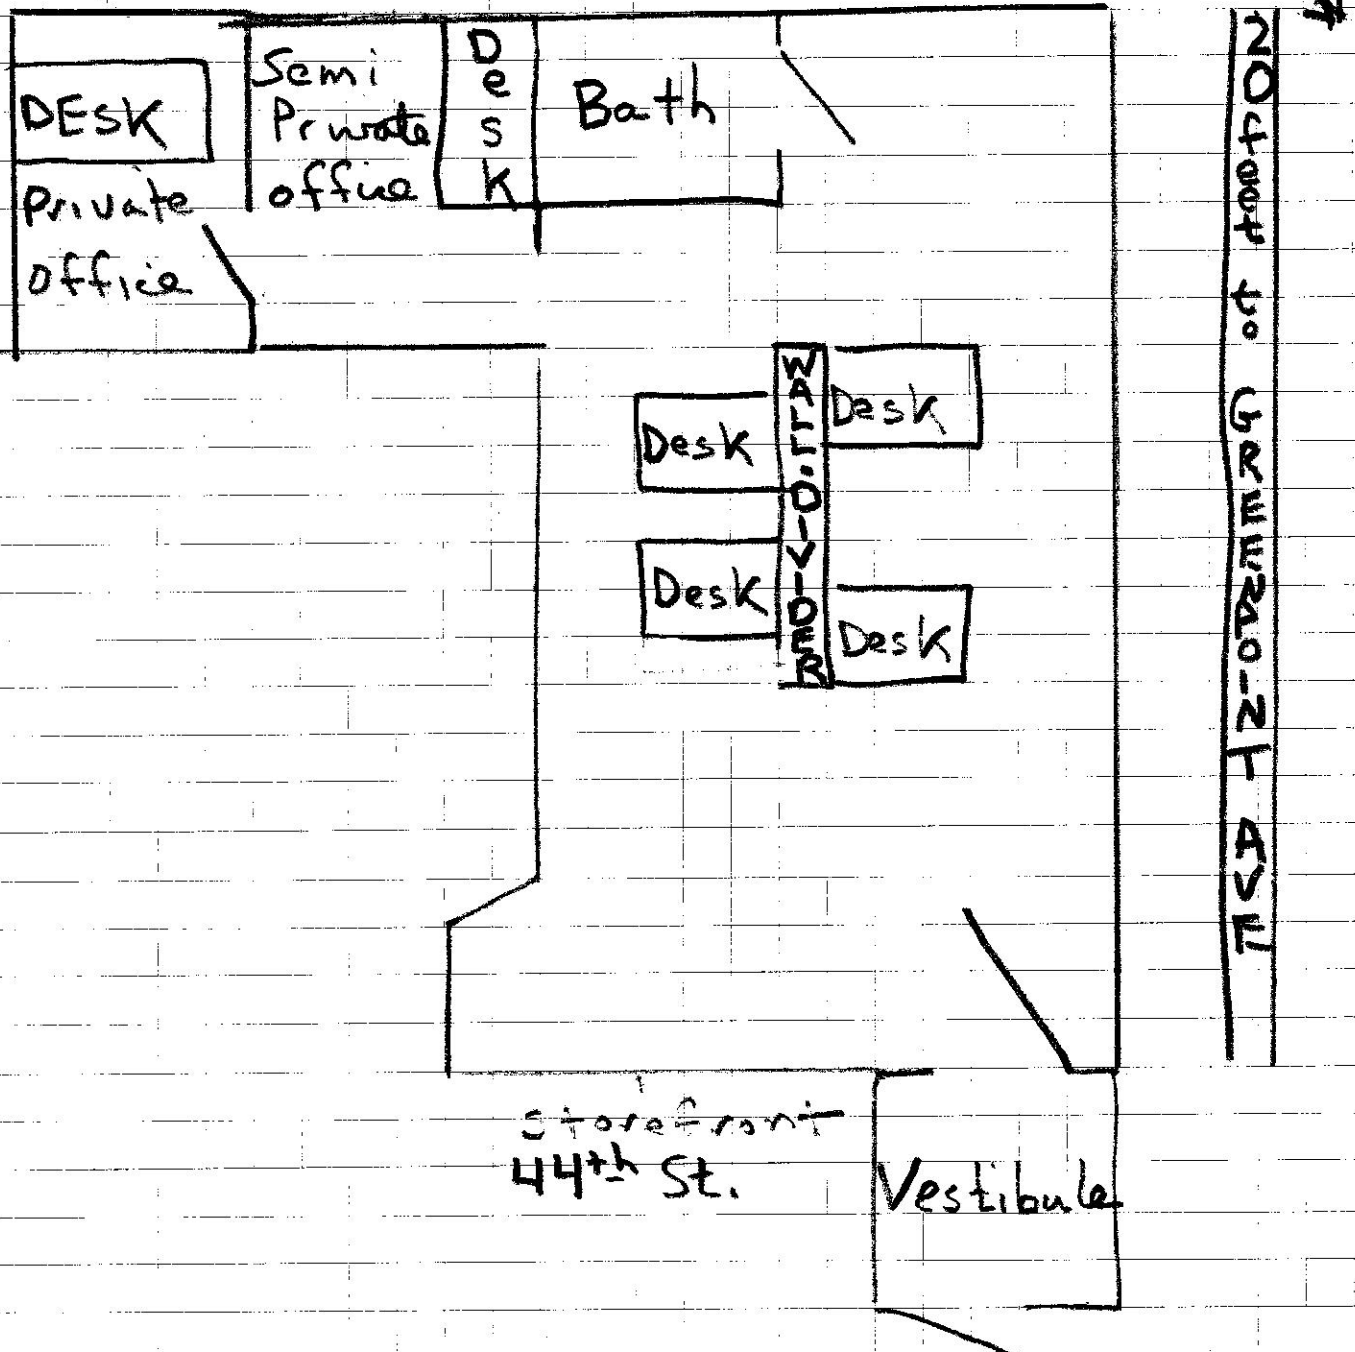 DESK
Private
Office
Semi
Private
office
Desk
Bath
WALL. DIVIDER
Desk
Desk
Desk
Desk
20 feet to GREENPOINT AVE
Storefront
44th St.
Vestibule